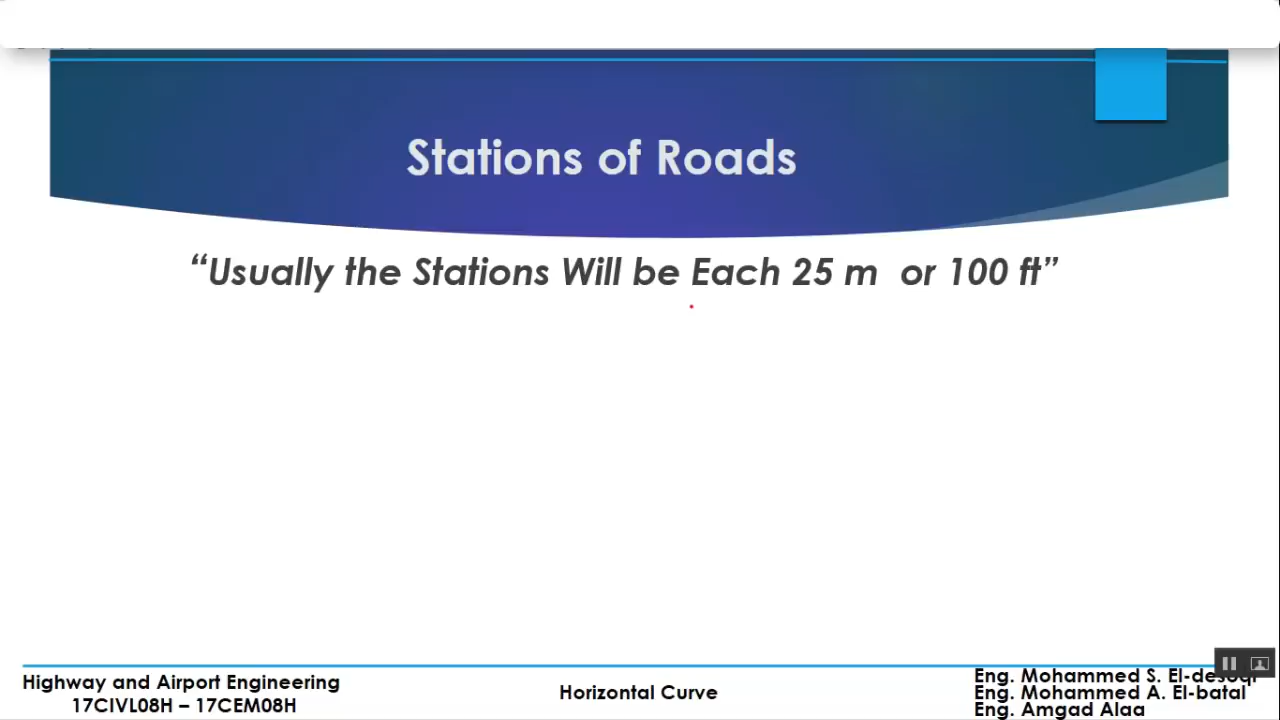 Stations of Roads
“Usually the Stations Will be Each 25 m or 100 ft”
Highway and Airport Engineering
17CIVL08H – 17CEM08H
Horizontal Curve
Eng. Mohammed S. El-desoqi
Eng. Mohammed A. El-batal
Eng. Amgad Alaa